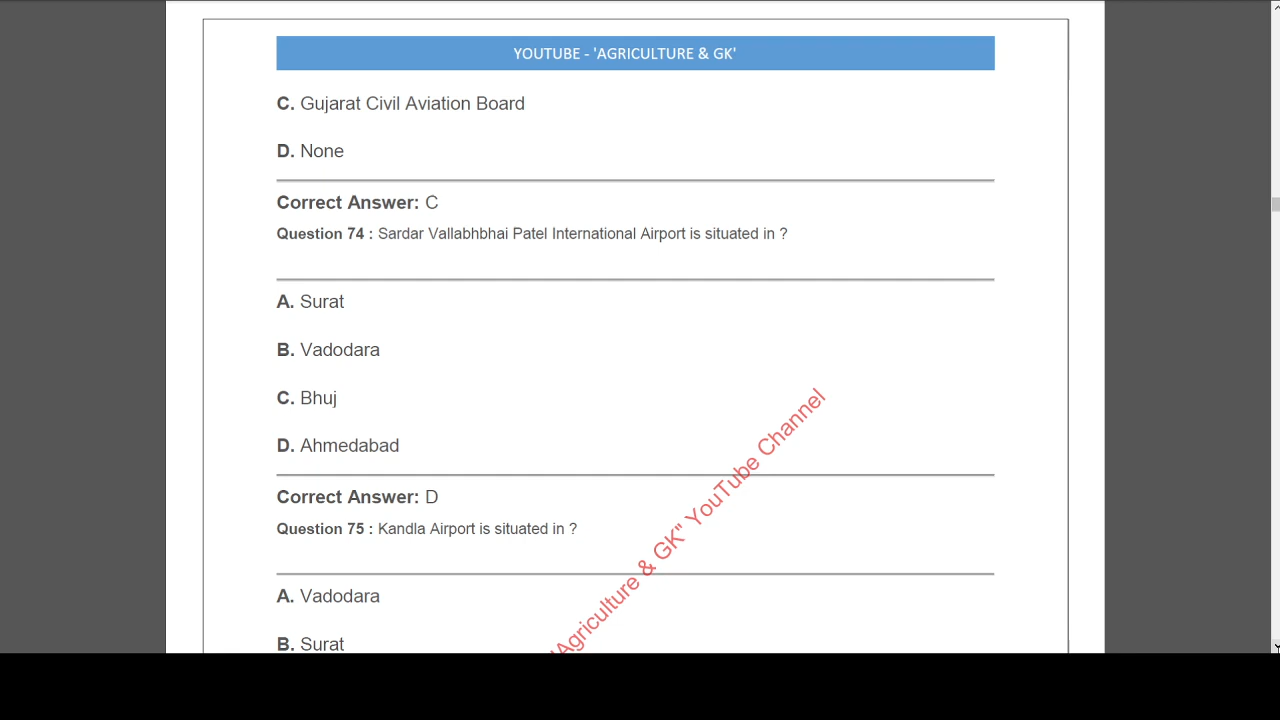 YOUTUBE - 'AGRICULTURE & GK'
C. Gujarat Civil Aviation Board
D. None
Correct Answer: C
Question 74 : Sardar Vallabhbhai Patel International Airport is situated in ?
A. Surat
B. Vadodara
C. Bhuj
D. Ahmedabad
Correct Answer: D
Question 75 : Kandla Airport is situated in ?
A. Vadodara
B. Surat
"Agriculture & GK" YouTube Channel